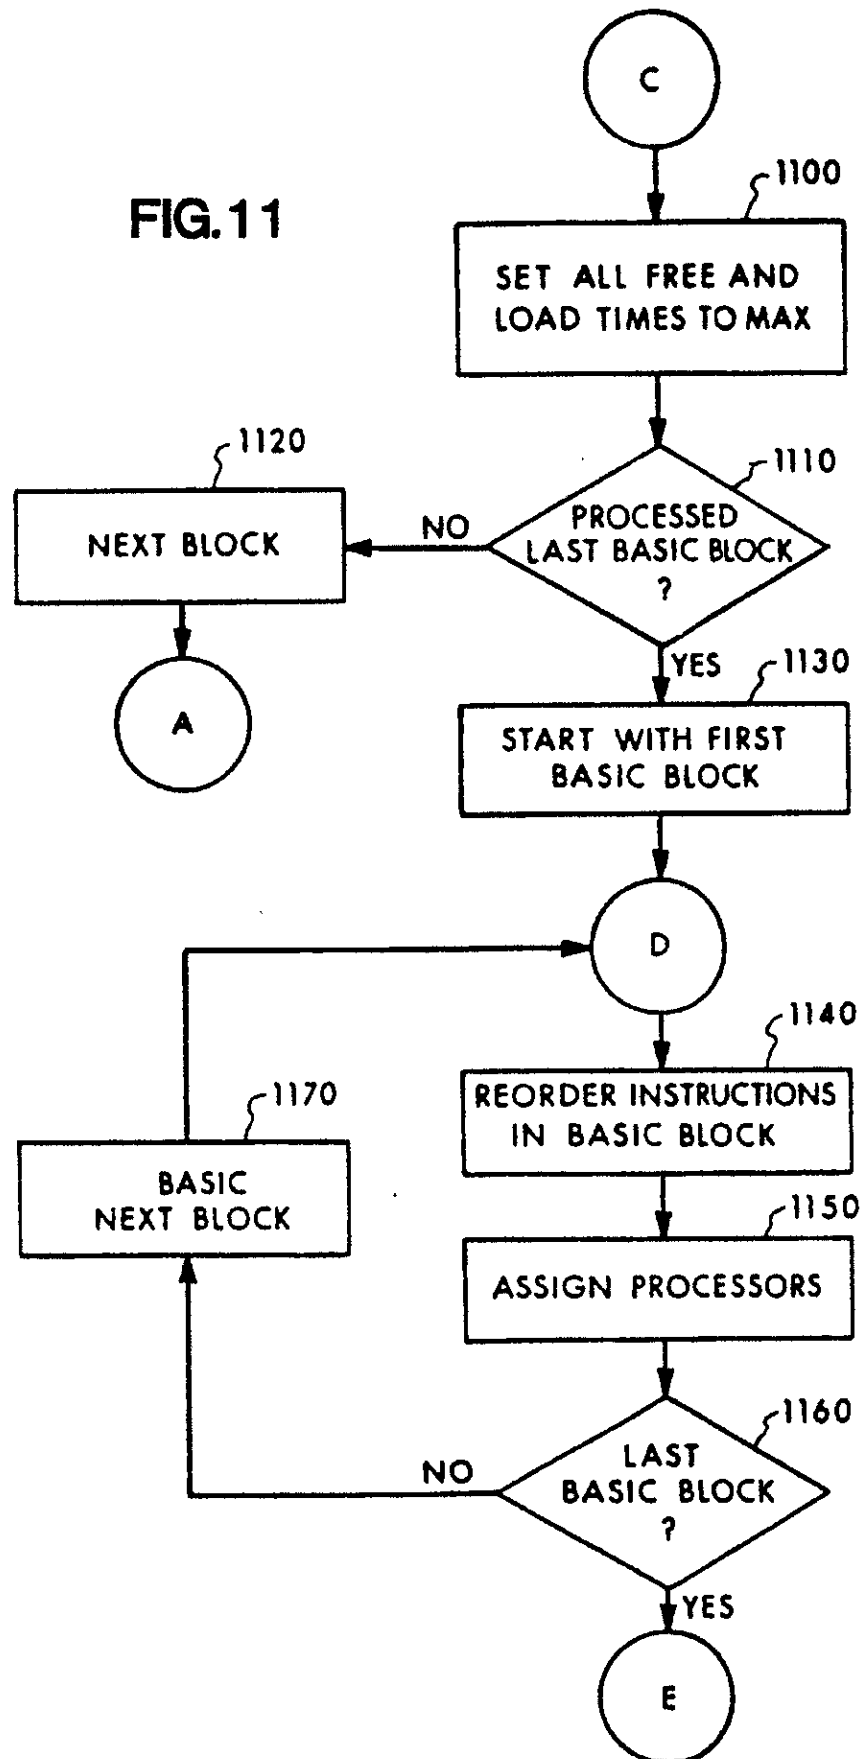 C
FIG.11
1100
SET ALL FREE AND
LOAD TIMES TO MAX
1110
PROCESSED
LAST BASIC BLOCK
?
NO
1120
NEXT BLOCK
A
YES
1130
START WITH FIRST
BASIC BLOCK
D
1140
REORDER INSTRUCTIONS
IN BASIC BLOCK
1170
BASIC
NEXT BLOCK
1150
ASSIGN PROCESSORS
1160
LAST
BASIC BLOCK
?
NO
YES
E